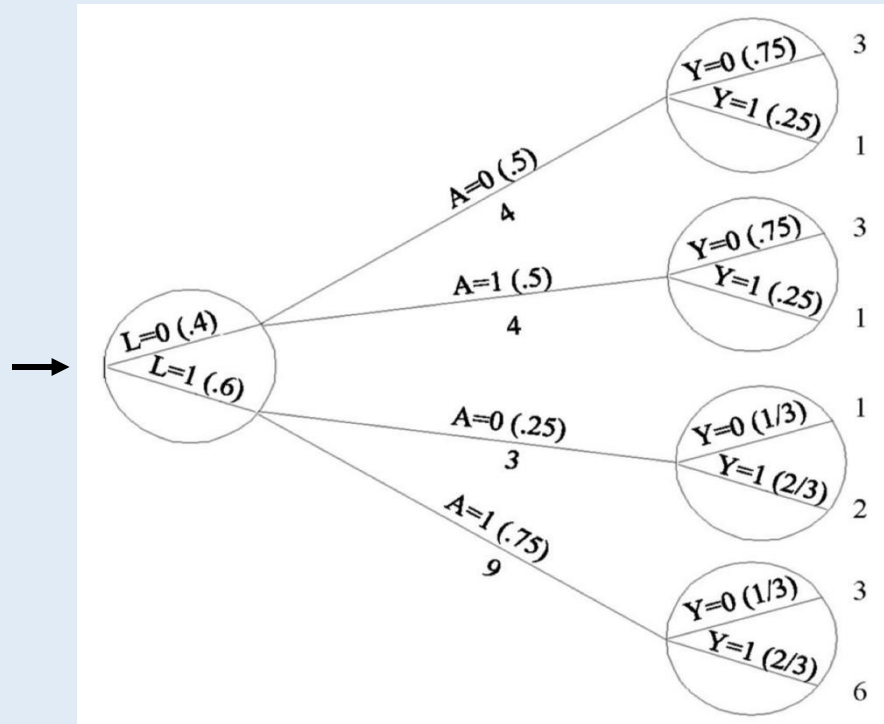 L=0 (.4)
L=1 (.6)
A=0 (.5)
4
A=1 (.5)
4
A=0 (.25)
3
A=1 (.75)
9
Y=0 (.75)
3
Y=1 (.25)
1
Y=0 (.75)
3
Y=1 (.25)
1
Y=0 (1/3)
1
Y=1 (2/3)
2
Y=0 (1/3)
3
Y=1 (2/3)
6